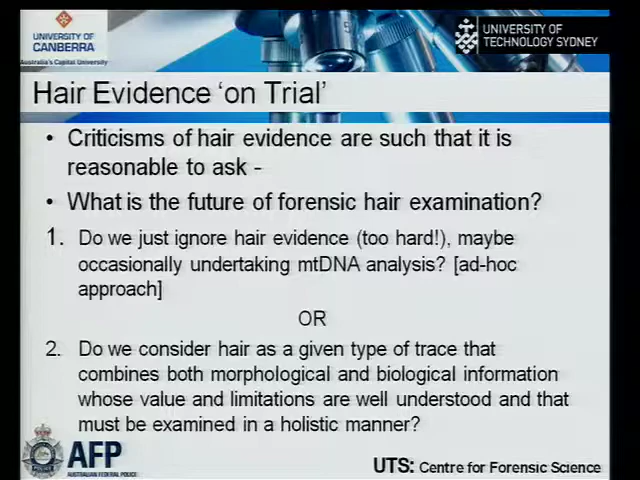 UNIVERSITY OF
CANBERRA
Australia's Capital University
UNIVERSITY OF
TECHNOLOGY SYDNEY
Hair Evidence 'on Trial'
• Criticisms of hair evidence are such that it is
reasonable to ask -
• What is the future of forensic hair examination?
1. Do we just ignore hair evidence (too hard!), maybe
occasionally undertaking mtDNA analysis? [ad-hoc
approach]
OR
2. Do we consider hair as a given type of trace that
combines both morphological and biological information
whose value and limitations are well understood and that
must be examined in a holistic manner?
AFP
AUSTRALIAN FEDERAL POLICE
UTS: Centre for Forensic Science